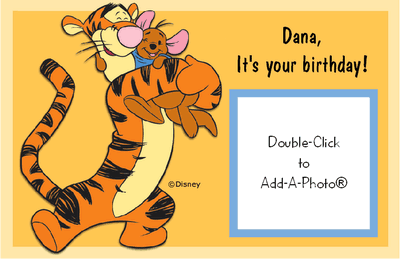 Dana,
It's your birthday!
Double-Click
to
Add-A-Photo®
©Disney